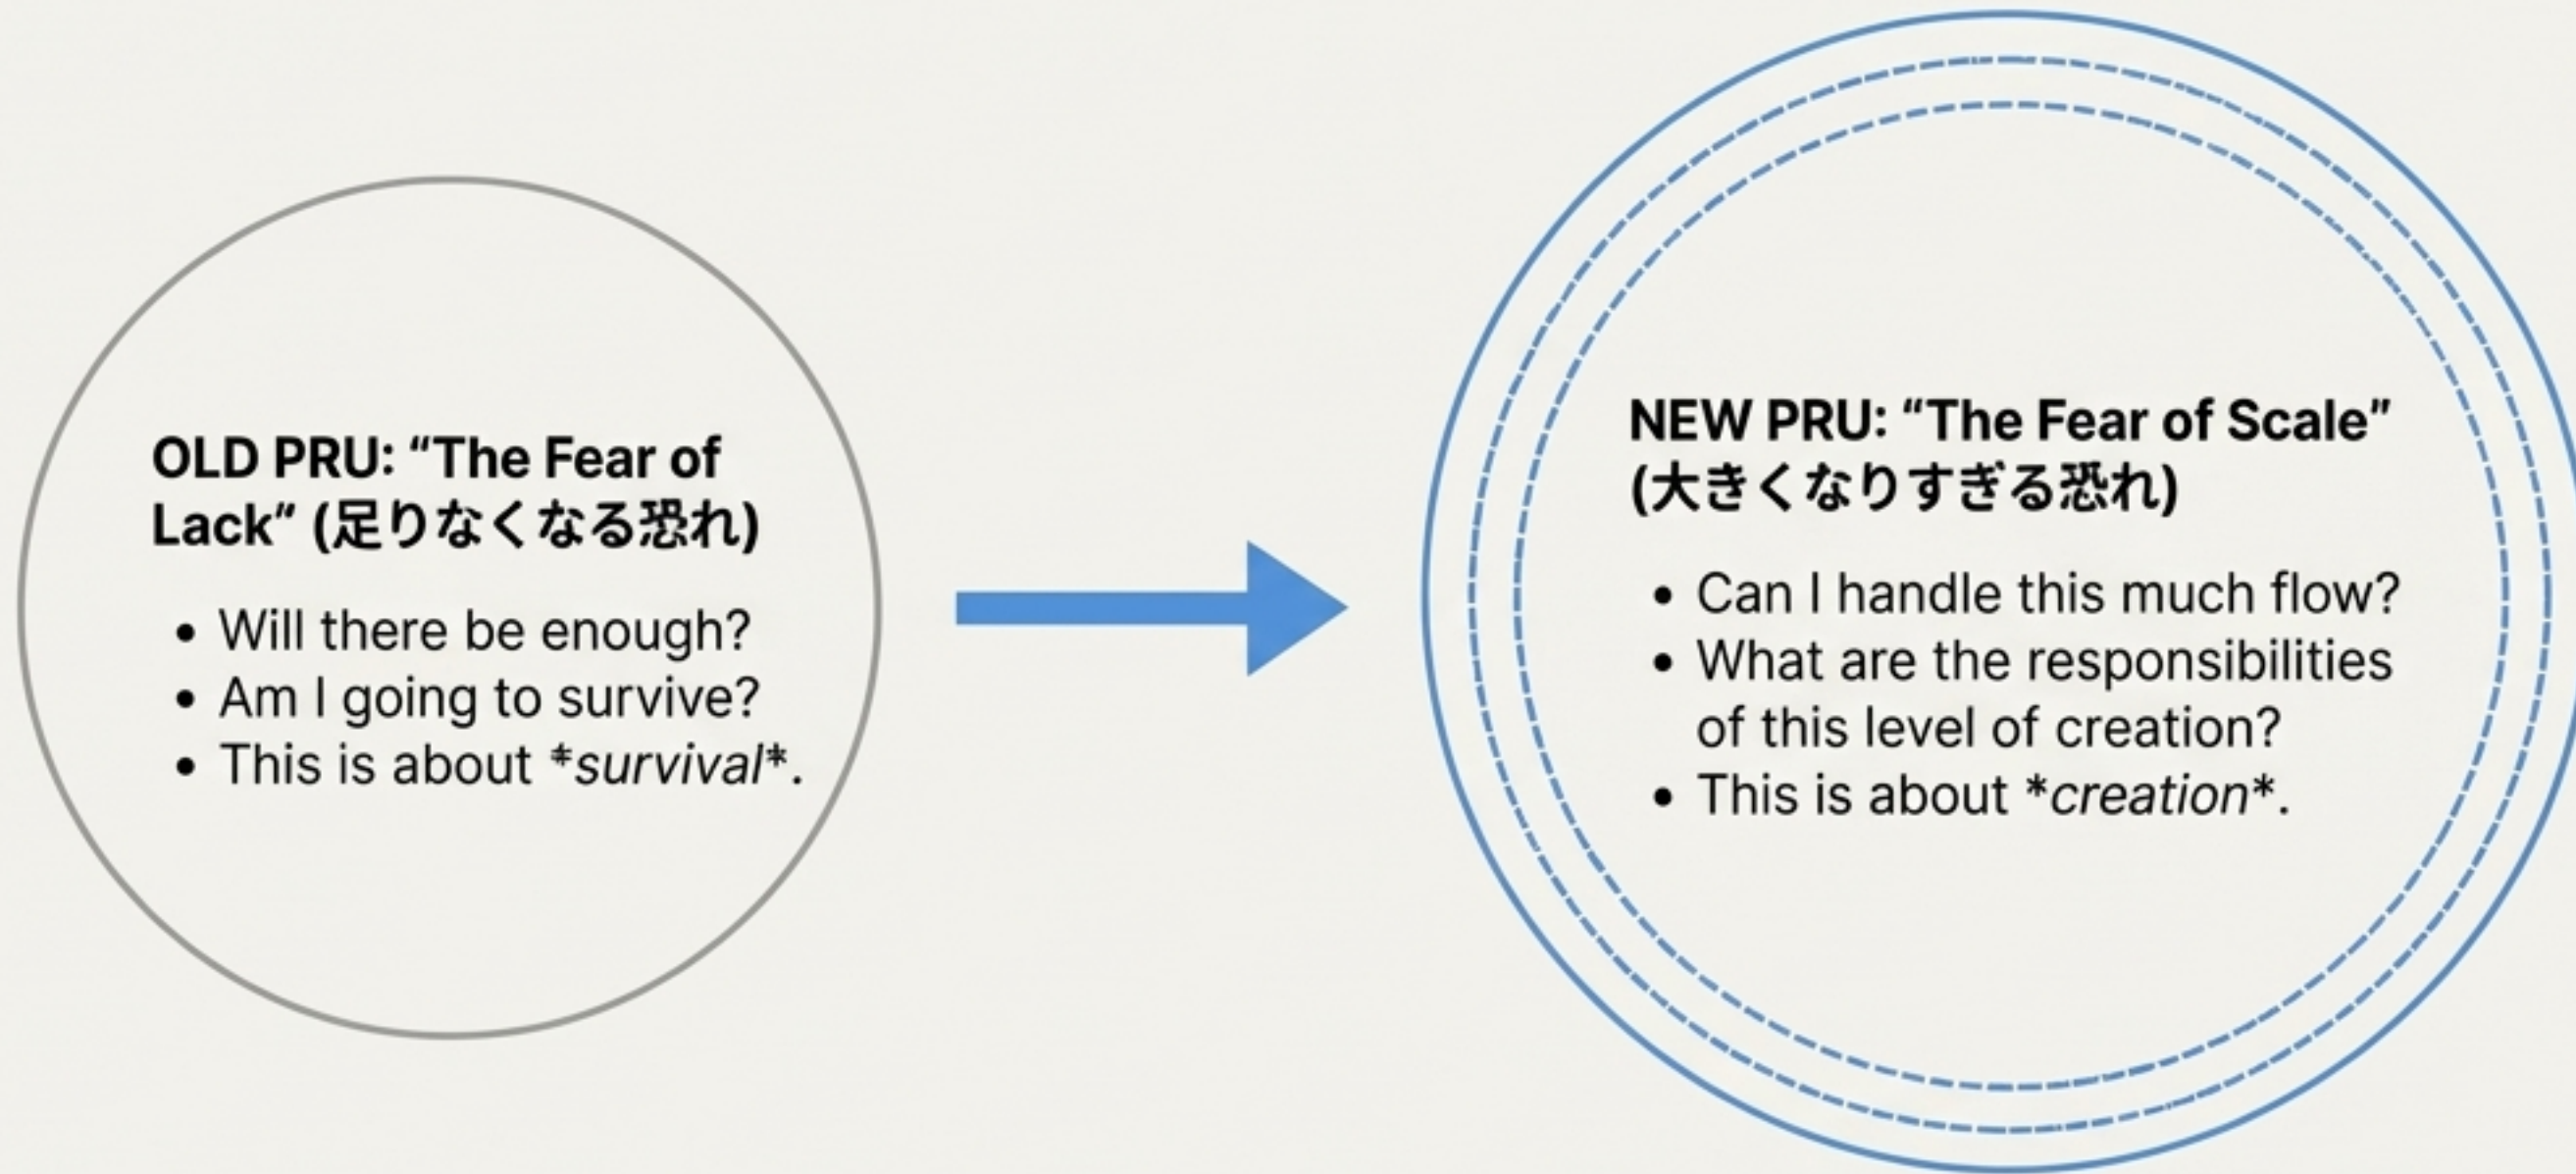 OLD PRU: “The Fear of
Lack” (足りなくなる恐れ)
• Will there be enough?
• Am I going to survive?
• This is about *survival*.
NEW PRU: “The Fear of Scale”
(大きくなりすぎる恐れ)
• Can I handle this much flow?
• What are the responsibilities
of this level of creation?
• This is about *creation*.